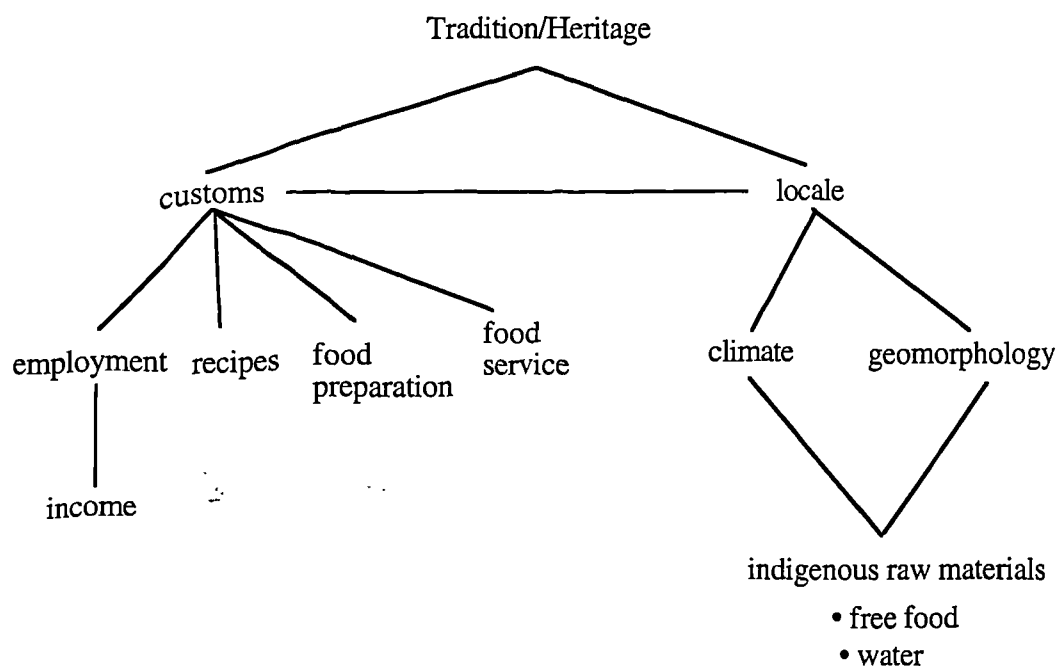 Tradition/Heritage
customs
locale
employment
recipes
food
preparation
food
service
climate
geomorphology
income
indigenous raw materials
• free food
• water